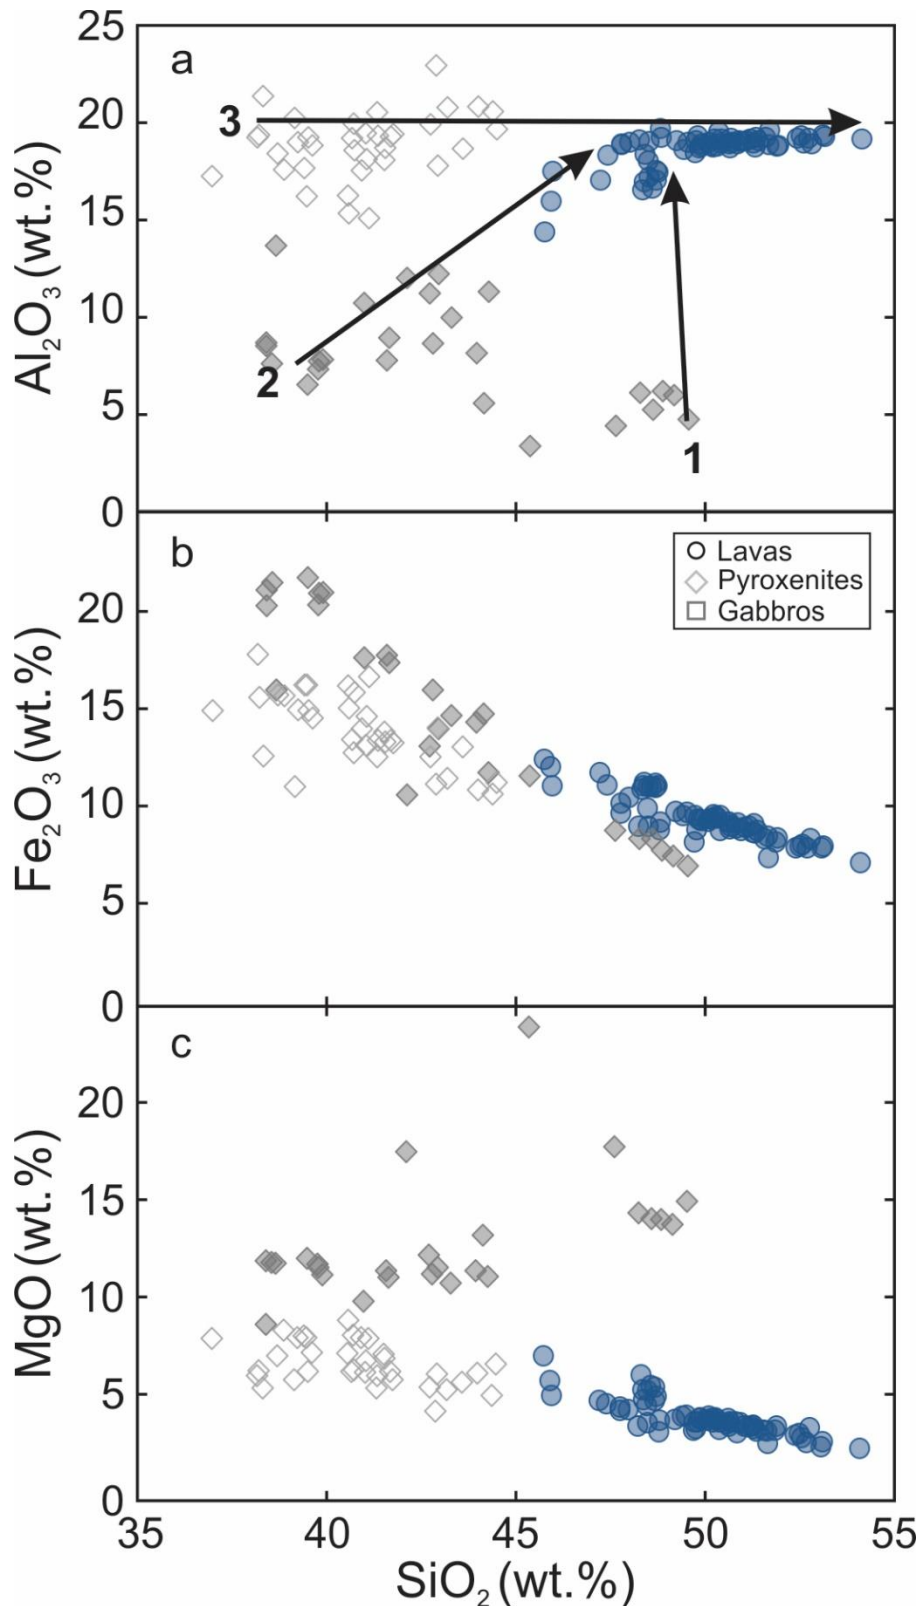 25
a
20
3
15
10
2
5
1
0
Al₂O₃ (wt.%)
b
Lavas
Pyroxenites
Gabbros
20
15
10
5
0
Fe₂O₃ (wt.%)
c
20
15
10
5
0
MgO (wt.%)
35 40 45 50 55
SiO₂ (wt.%)